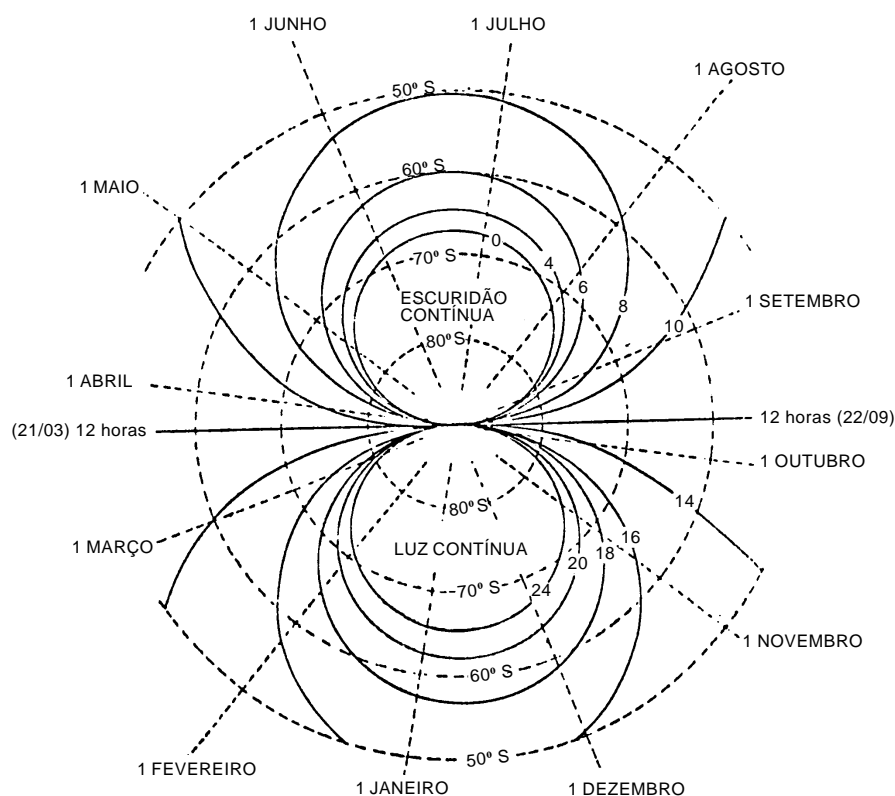 1 JUNHO
1 JULHO
1 AGOSTO
50º S
60º S
1 MAIO
0
70º S
4
6
8
10
ESCURIDÃO
CONTÍNUA
1 SETEMBRO
80º S
1 ABRIL
(21/03) 12 horas
12 horas (22/09)
1 OUTUBRO
14
80º S
16
18
20
24
1 MARÇO
LUZ CONTÍNUA
70º S
1 NOVEMBRO
60º S
50º S
1 FEVEREIRO
1 JANEIRO
1 DEZEMBRO